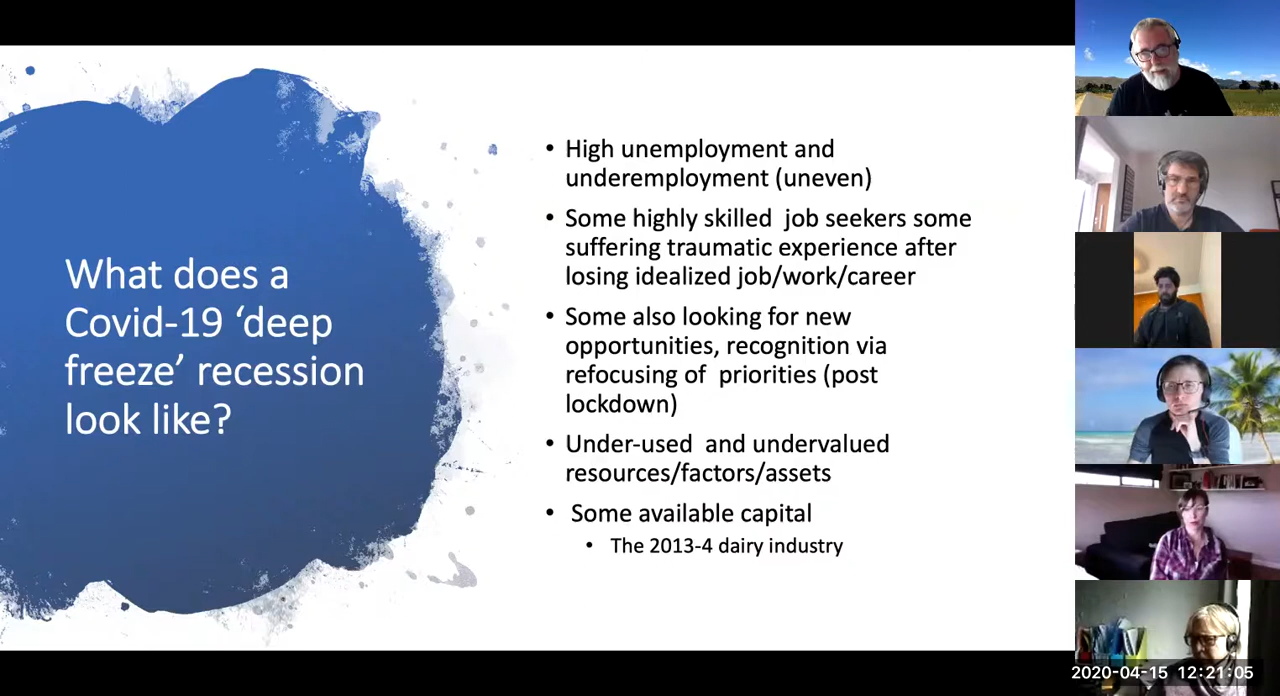 What does a
Covid-19 ‘deep
freeze’ recession
look like?
• High unemployment and
underemployment (uneven)
• Some highly skilled  job seekers some
suffering traumatic experience after
losing idealized job/work/career
• Some also looking for new
opportunities, recognition via
refocusing of  priorities (post
lockdown)
• Under-used  and undervalued
resources/factors/assets
•  Some available capital
• The 2013-4 dairy industry
2020-04-15 12:21:05